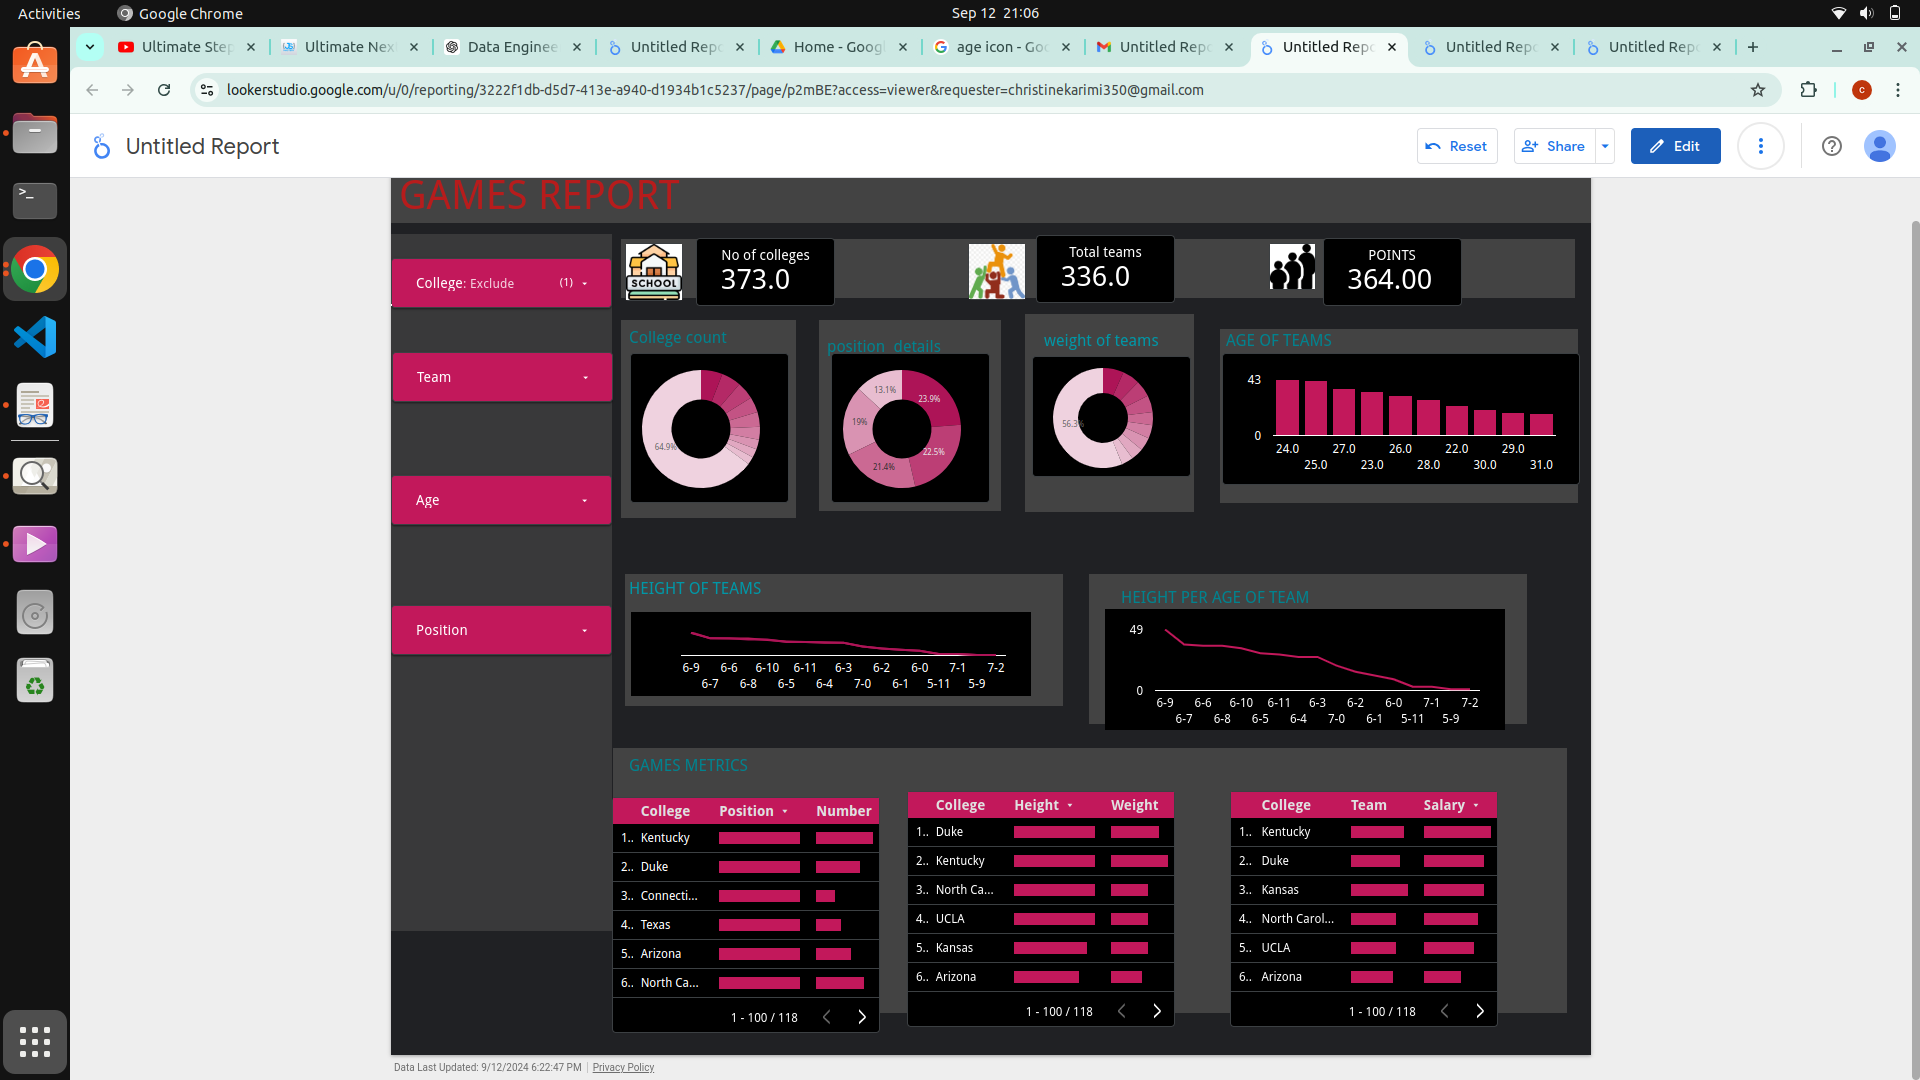 Activities
Google Chrome
Sep 12 21:06
Ultimate Step
Ultimate Nex
Data Enginee
Untitled Repo
Home - Googl
age icon - Goo
Untitled Repo
Untitled Repo
Untitled Repo
Untitled Repo
lookerstudio.google.com/u/0/reporting/3222f1db-d5d7-413e-a940-d1934b1c5237/page/p2mBE?access=viewer&requester=christinekarimi350@gmail.com
c
Untitled Report
Reset
Share
Edit
GAMES REPORT
College: Exclude (1)
Team
Age
Position
SCHOOL
No of colleges
373.0
Total teams
336.0
POINTS
364.00
College count
64.9%
position details
13.1%
23.9%
19%
22.5%
21.4%
weight of teams
56.3%
AGE OF TEAMS
43
0
24.0 27.0 26.0 22.0 29.0
25.0 23.0 28.0 30.0 31.0
HEIGHT OF TEAMS
6-9 6-6 6-10 6-11 6-3 6-2 6-0 7-1 7-2
6-7 6-8 6-5 6-4 7-0 6-1 5-11 5-9
HEIGHT PER AGE OF TEAM
49
0
6-9 6-6 6-10 6-11 6-3 6-2 6-0 7-1 7-2
6-7 6-8 6-5 6-4 7-0 6-1 5-11 5-9
GAMES METRICS
College Position Number
1.. Kentucky
2.. Duke
3.. Connecti...
4.. Texas
5.. Arizona
6.. North Ca...
1 - 100 / 118
College Height Weight
1.. Duke
2.. Kentucky
3.. North Ca...
4.. UCLA
5.. Kansas
6.. Arizona
1 - 100 / 118
College Team Salary
1.. Kentucky
2.. Duke
3.. Kansas
4.. North Carol...
5.. UCLA
6.. Arizona
1 - 100 / 118
Data Last Updated: 9/12/2024 6:22:47 PM
Privacy Policy